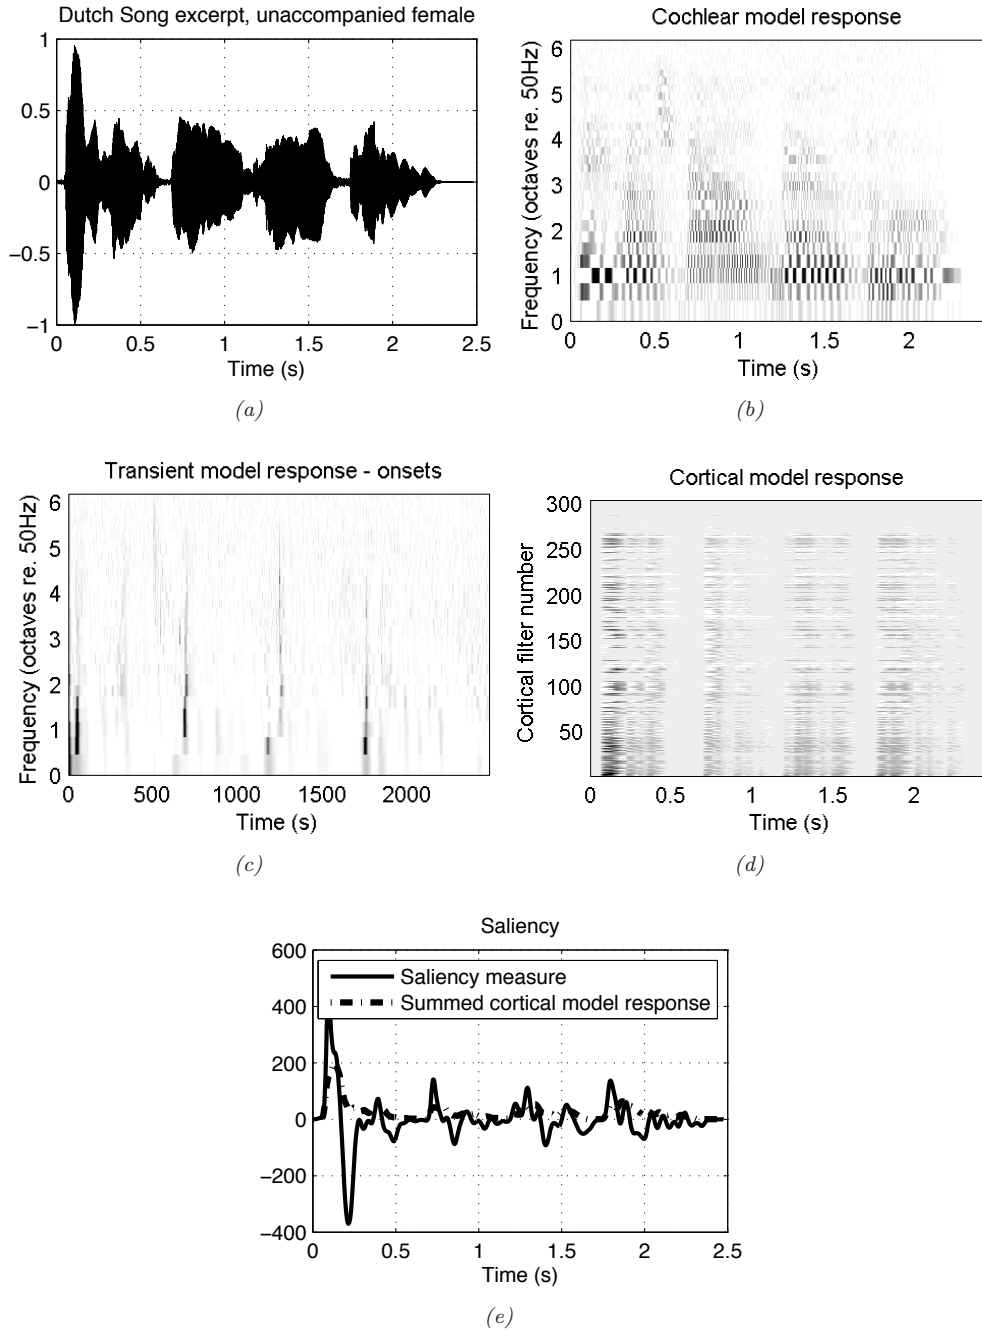 Dutch Song excerpt, unaccompanied female
1
0.5
0
−0.5
−1
0 0.5 1 1.5 2 2.5
Time (s)
(a)
Cochlear model response
Frequency (octaves re. 50Hz)
6
5
4
3
2
1
0
0 0.5 1 1.5 2
Time (s)
(b)
Transient model response - onsets
Frequency (octaves re. 50Hz)
6
5
4
3
2
1
0
0 500 1000 1500 2000
Time (s)
(c)
Cortical model response
Cortical filter number
300
250
200
150
100
50
0 0.5 1 1.5 2
Time (s)
(d)
Saliency
600
400
200
0
−200
−400
Saliency measure
Summed cortical model response
0 0.5 1 1.5 2 2.5
Time (s)
(e)